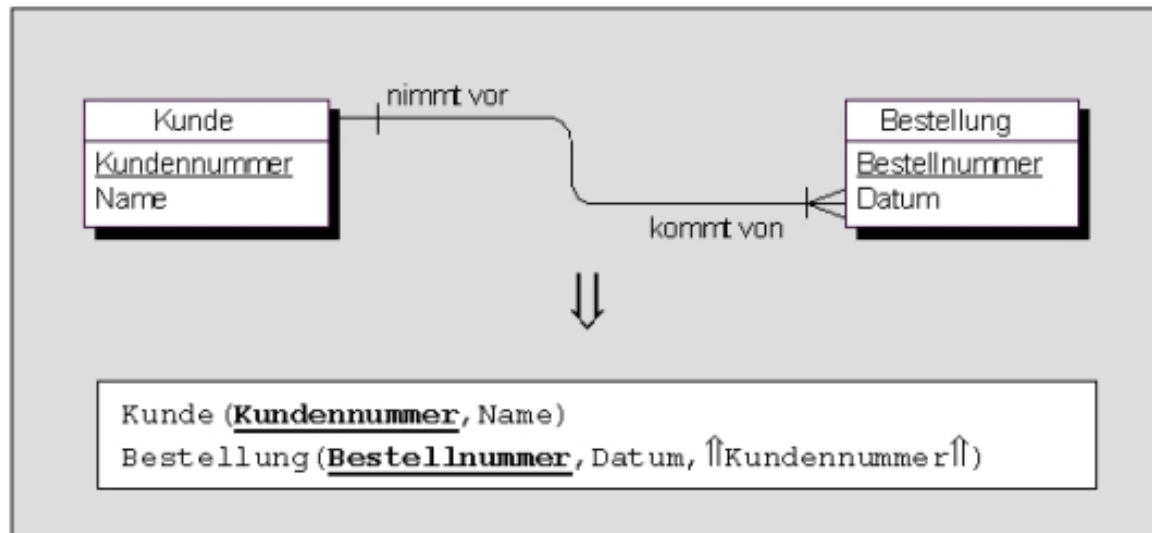 nimmt vor
Kunde
Kundennummer
Name
Bestellung
Bestellnummer
Datum
kommt von
Kunde(Kundennummer,Name)
Bestellung(Bestellnummer,Datum,⇑Kundennummer⇑)